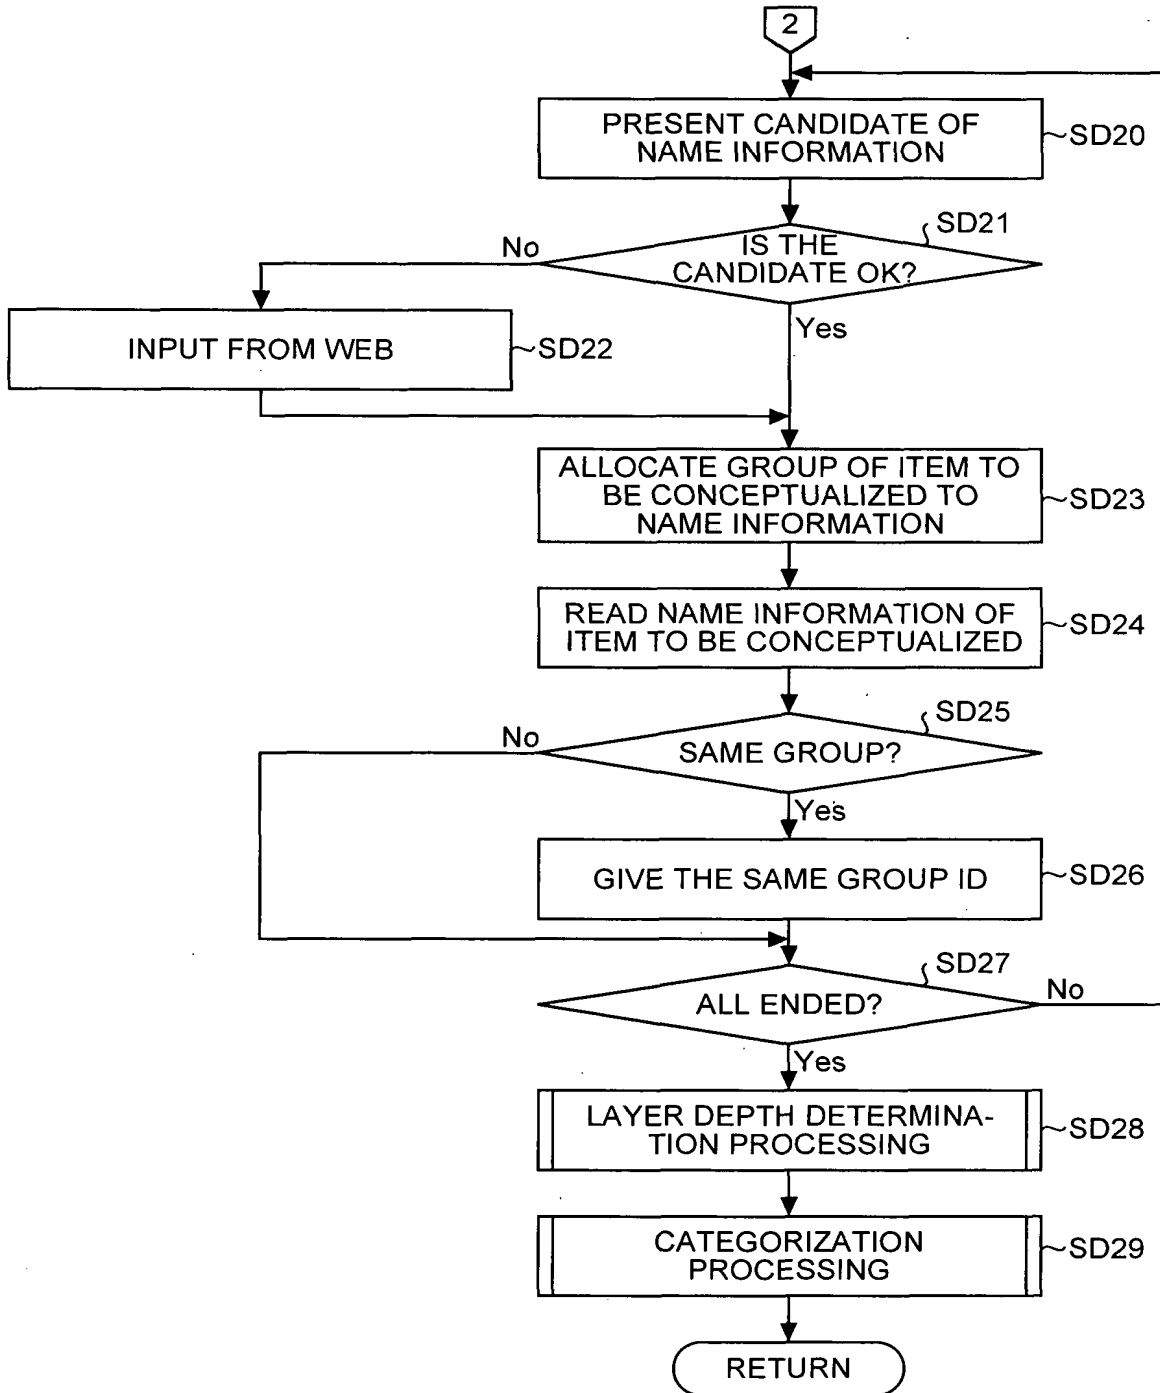 2
PRESENT CANDIDATE OF
NAME INFORMATION
~SD20
SD21
No
IS THE
CANDIDATE OK?
Yes
INPUT FROM WEB
~SD22
ALLOCATE GROUP OF ITEM TO
BE CONCEPTUALIZED TO
NAME INFORMATION
~SD23
READ NAME INFORMATION OF
ITEM TO BE CONCEPTUALIZED
~SD24
SD25
No
SAME GROUP?
Yes
GIVE THE SAME GROUP ID
~SD26
SD27
ALL ENDED?
No
Yes
LAYER DEPTH DETERMINA-
TION PROCESSING
~SD28
CATEGORIZATION
PROCESSING
~SD29
RETURN